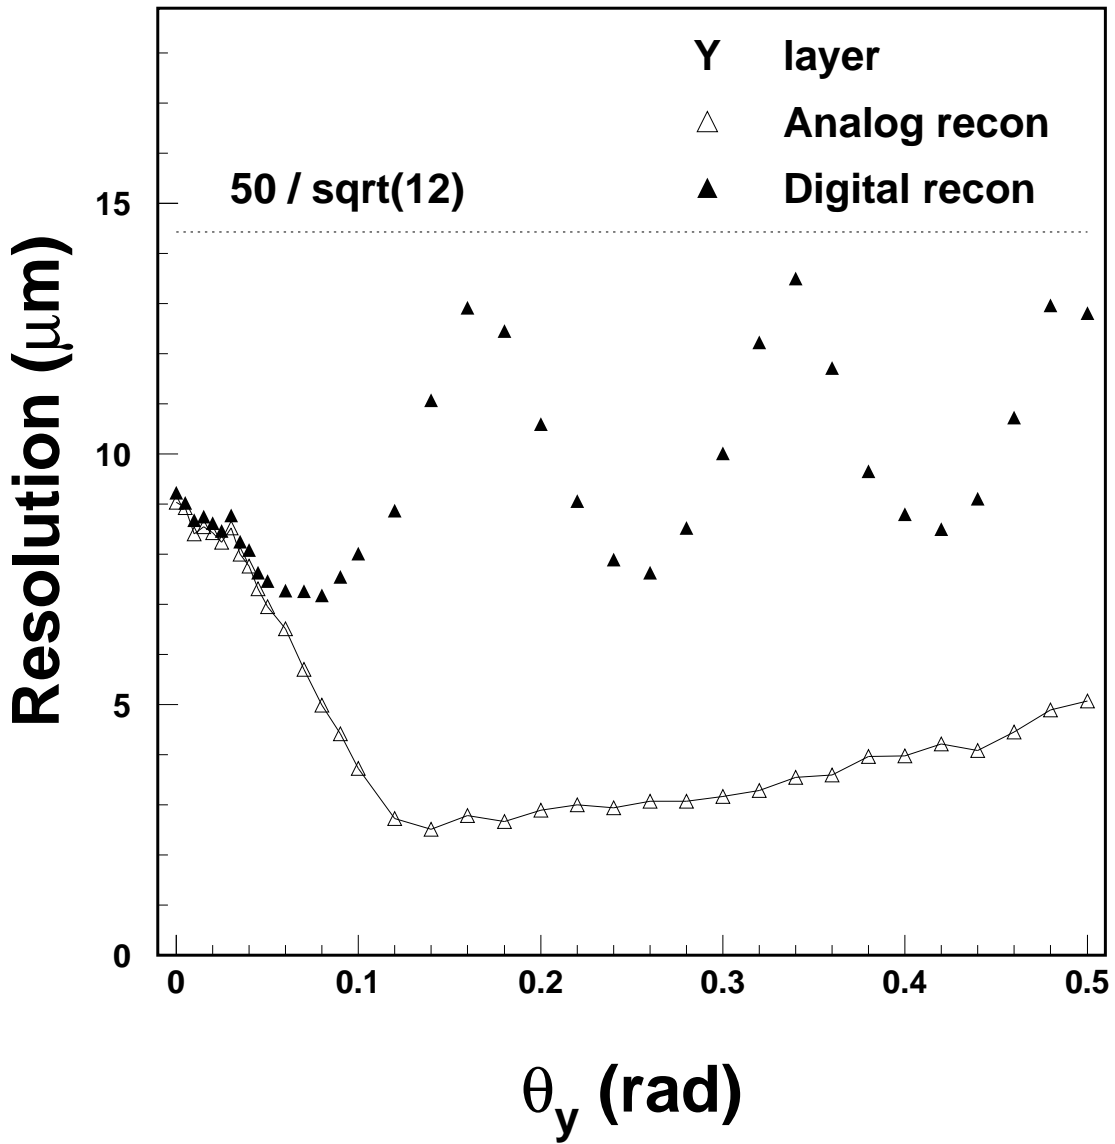 Y layer
Analog recon
Digital recon
50 / sqrt(12)
15
10
5
0
Resolution (μm)
0 0.1 0.2 0.3 0.4 0.5
θy (rad)